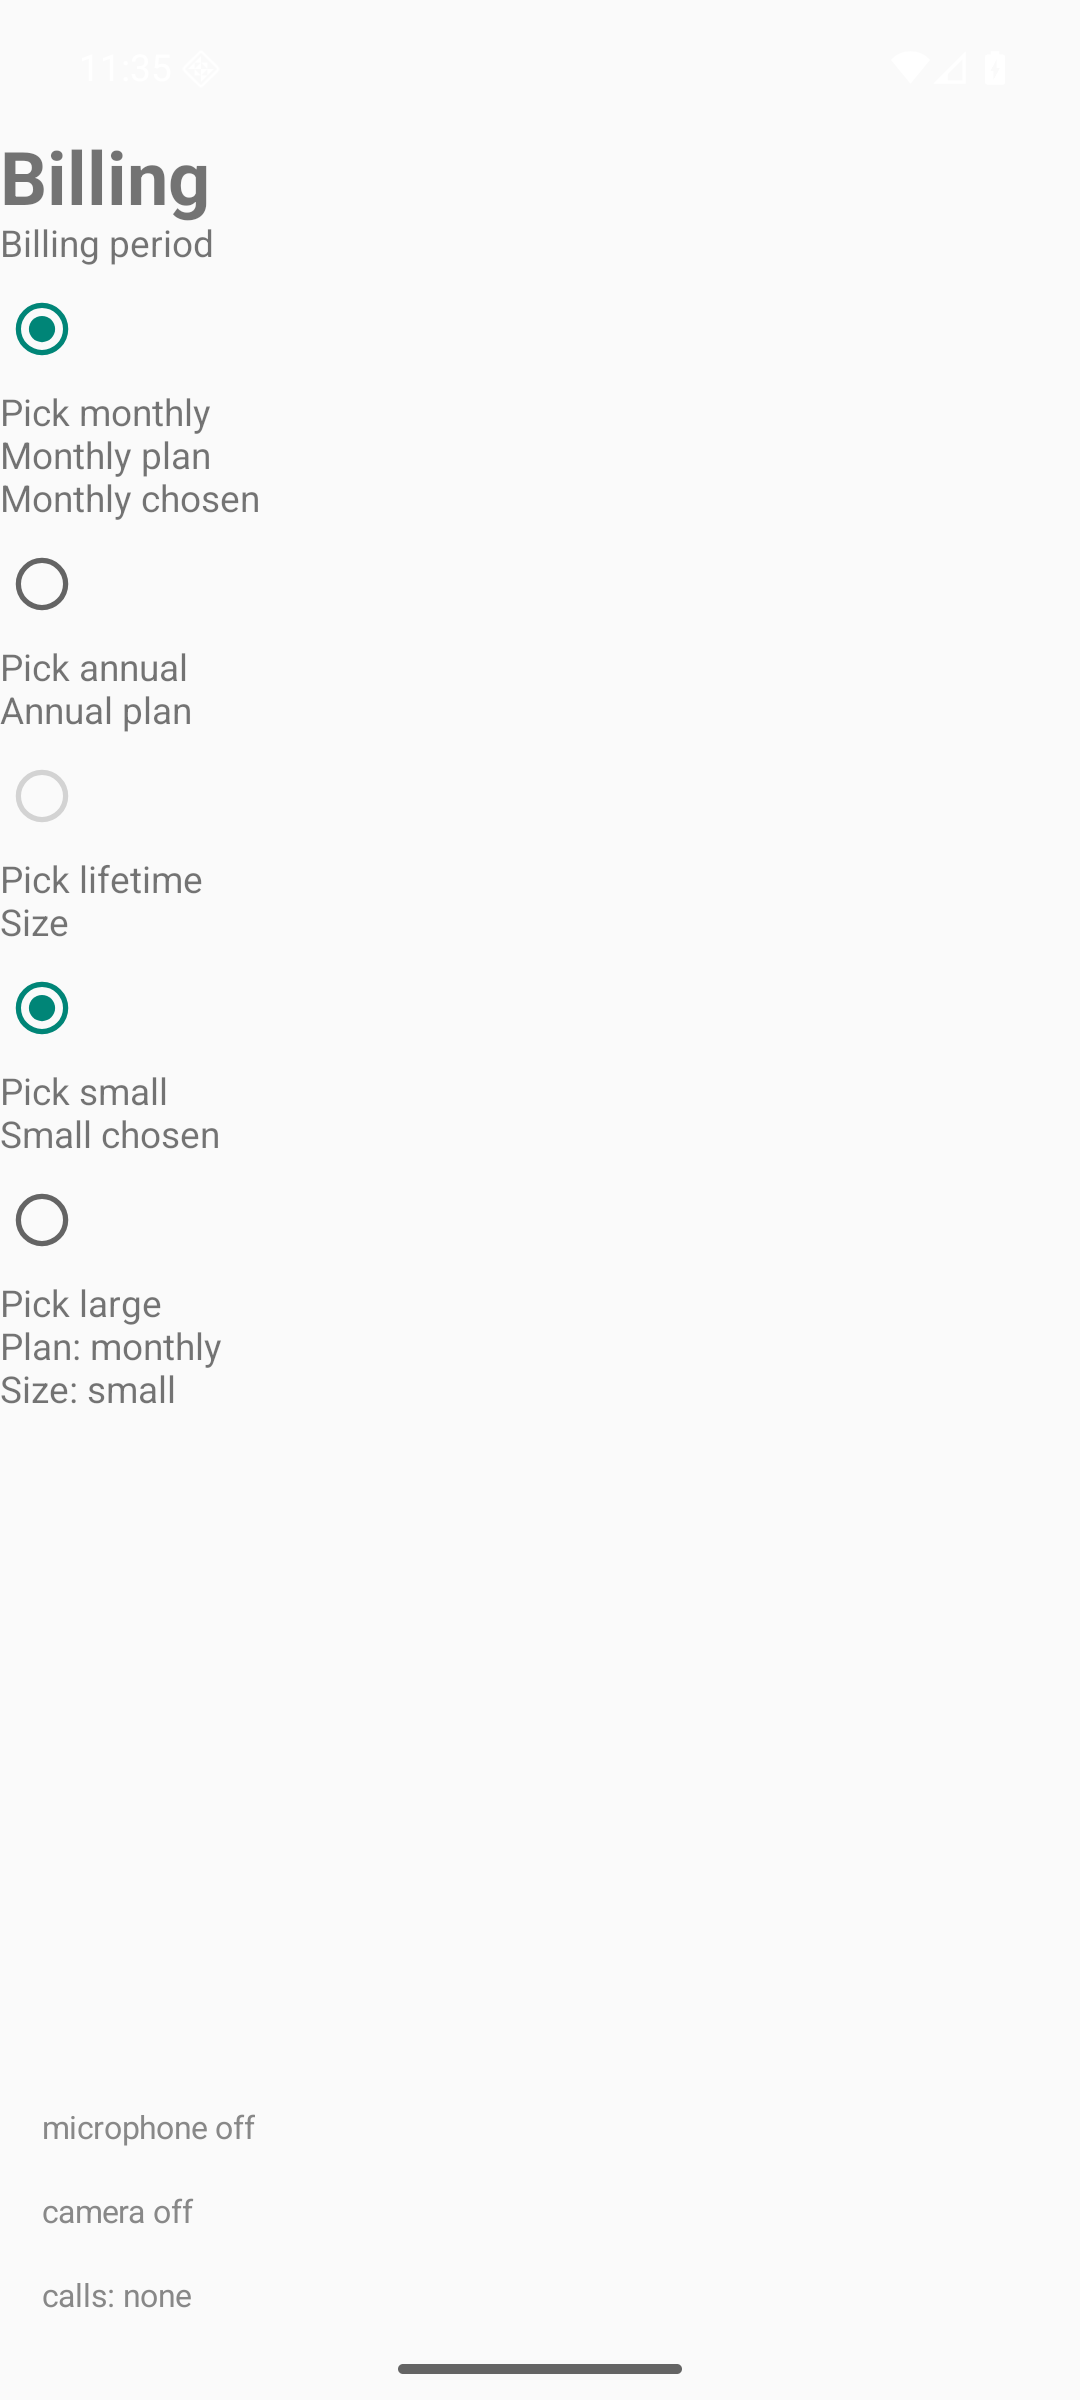 11:35
Billing
Billing period
Pick monthly
Monthly plan
Monthly chosen
Pick annual
Annual plan
Pick lifetime
Size
Pick small
Small chosen
Pick large
Plan: monthly
Size: small
microphone off
camera off
calls: none